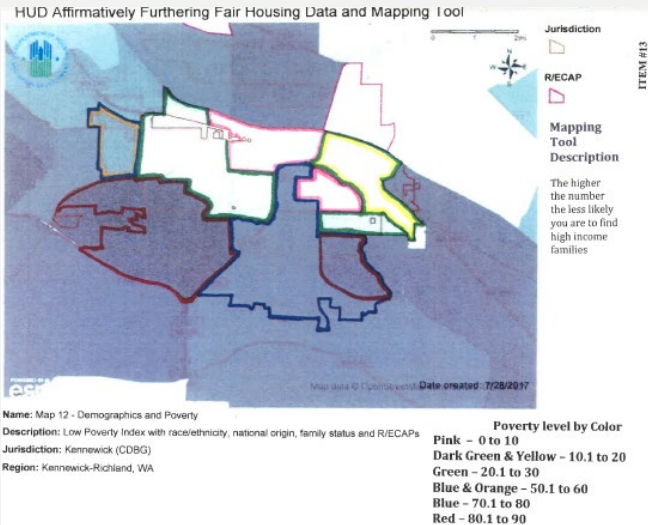 HUD Affirmatively Furthering Fair Housing Data and Mapping Tool
Jurisdiction
R/ECAP
ITEM #13
Mapping
Tool
Description
The higher
the number
the less likely
you are to find
high income
families
esri
Date created: 7/28/2017
Name: Map 12 - Demographics and Poverty
Description: Low Poverty Index with race/ethnicity, national origin, family status and R/ECAPs
Jurisdiction: Kennewick (CDBG)
Region: Kennewick-Richland, WA
Poverty level by Color
Pink – 0 to 10
Dark Green & Yellow – 10.1 to 20
Green – 20.1 to 30
Blue & Orange – 50.1 to 60
Blue – 70.1 to 80
Red – 80.1 to 90